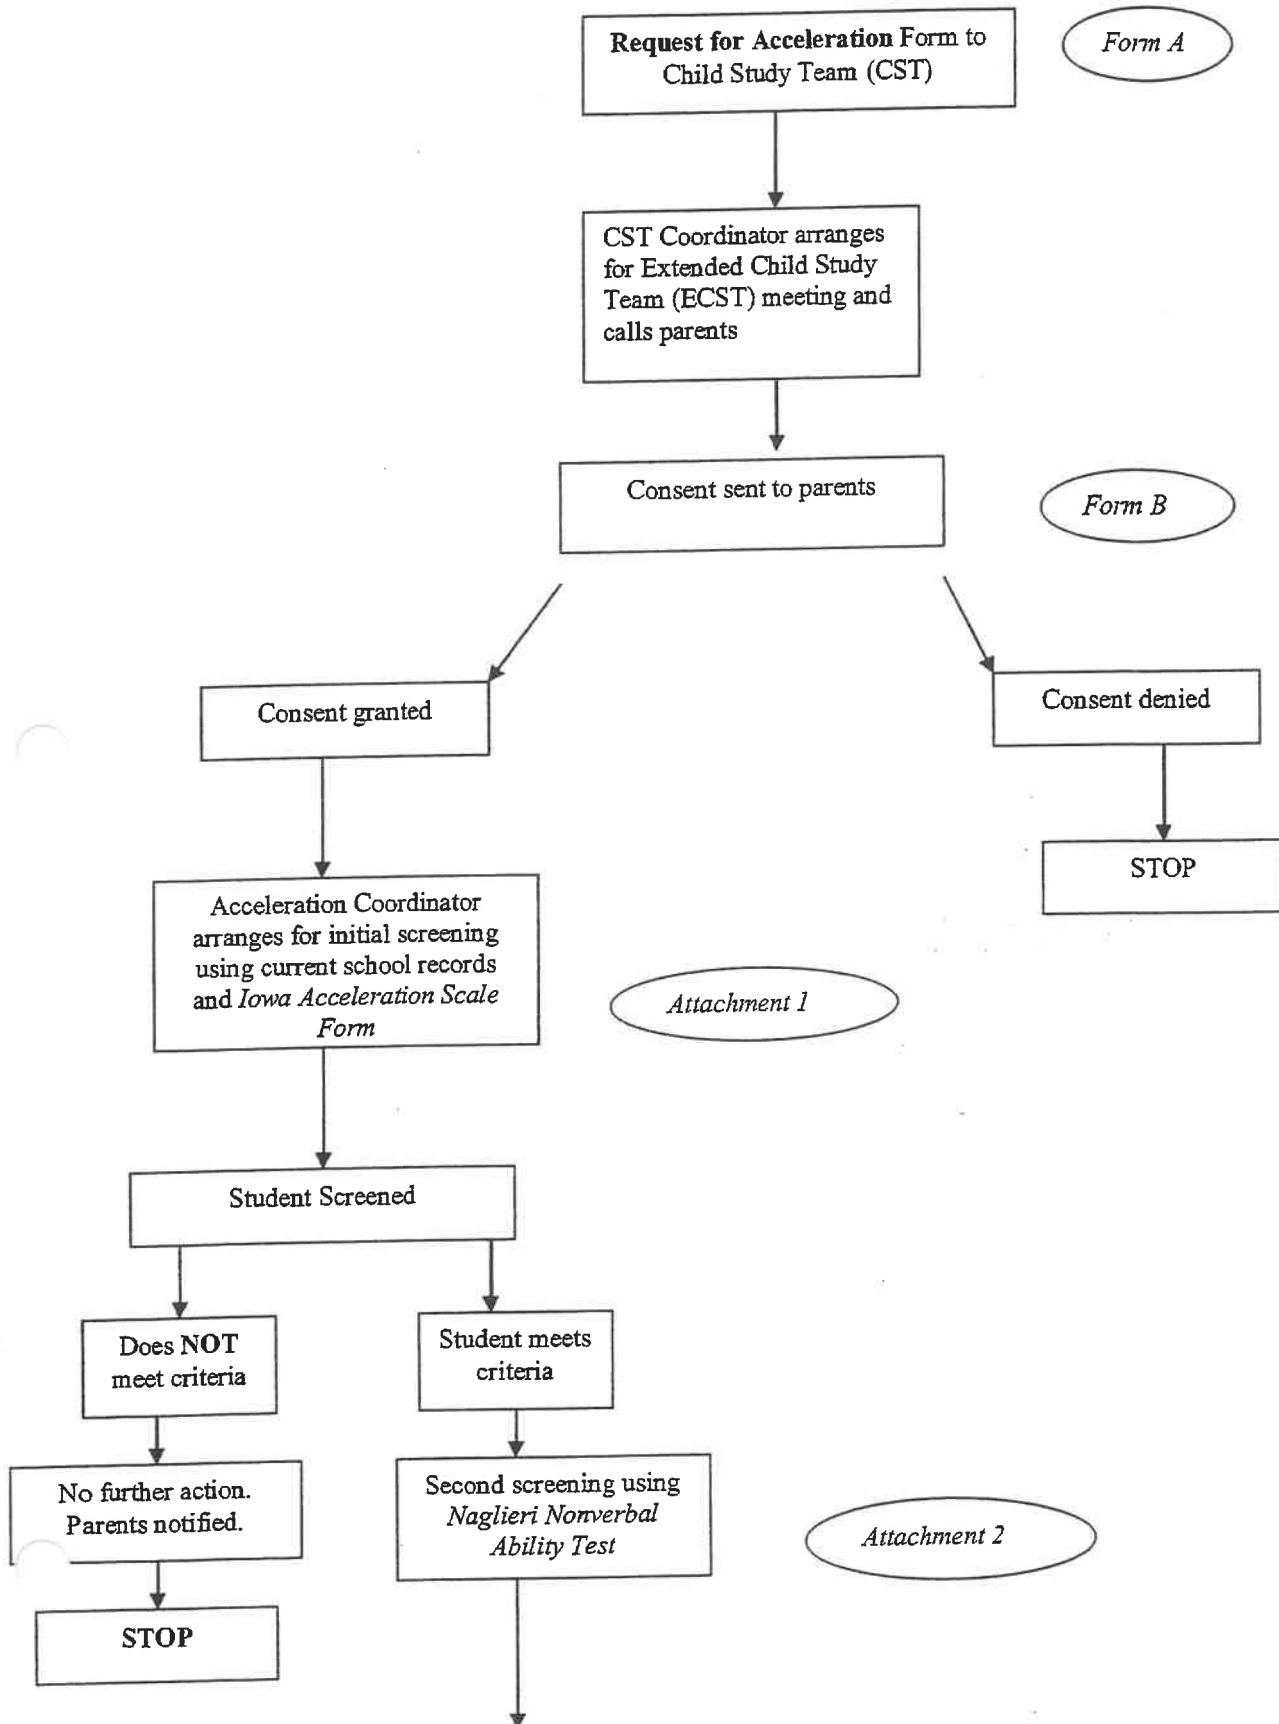 Request for Acceleration Form to
Child Study Team (CST)
Form A
CST Coordinator arranges
for Extended Child Study
Team (ECST) meeting and
calls parents
Consent sent to parents
Form B
Consent granted
Consent denied
STOP
Acceleration Coordinator
arranges for initial screening
using current school records
and Iowa Acceleration Scale
Form
Attachment 1
Student Screened
Does NOT
meet criteria
Student meets
criteria
No further action.
Parents notified.
Second screening using
Naglieri Nonverbal
Ability Test
Attachment 2
STOP